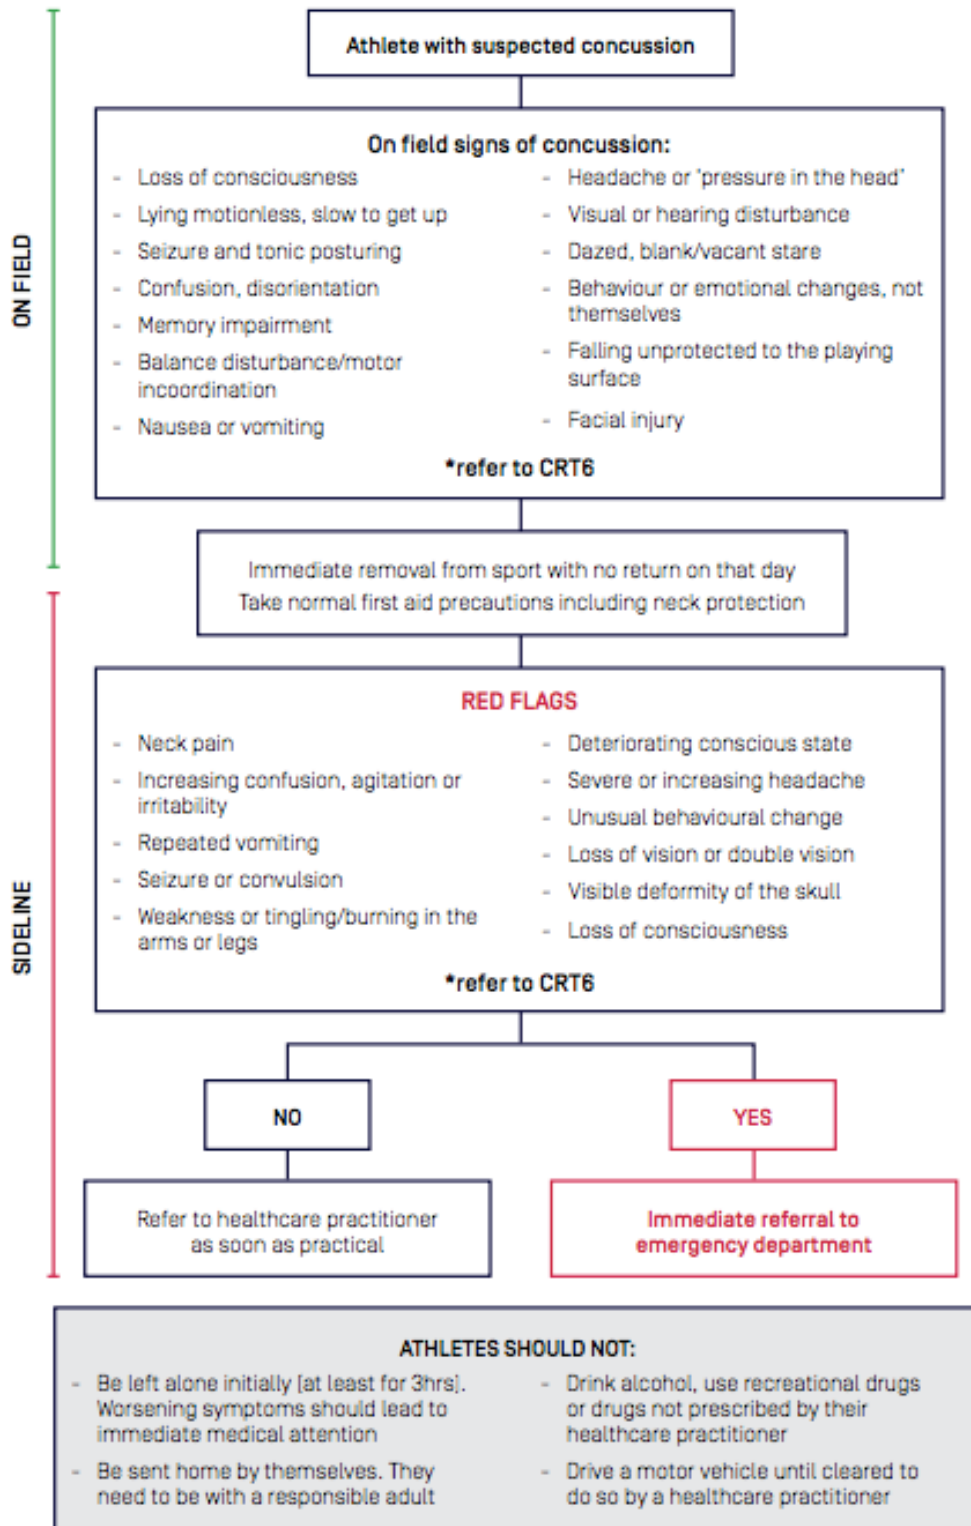 Athlete with suspected concussion
ON FIELD
On field signs of concussion:
- Loss of consciousness
- Lying motionless, slow to get up
- Seizure and tonic posturing
- Confusion, disorientation
- Memory impairment
- Balance disturbance/motor
incoordination
- Nausea or vomiting
- Headache or 'pressure in the head'
- Visual or hearing disturbance
- Dazed, blank/vacant stare
- Behaviour or emotional changes, not
themselves
- Falling unprotected to the playing
surface
- Facial injury
*refer to CRT6
Immediate removal from sport with no return on that day
Take normal first aid precautions including neck protection
SIDELINE
RED FLAGS
- Neck pain
- Increasing confusion, agitation or
irritability
- Repeated vomiting
- Seizure or convulsion
- Weakness or tingling/burning in the
arms or legs
- Deteriorating conscious state
- Severe or increasing headache
- Unusual behavioural change
- Loss of vision or double vision
- Visible deformity of the skull
- Loss of consciousness
*refer to CRT6
NO
YES
Refer to healthcare practitioner
as soon as practical
Immediate referral to
emergency department
ATHLETES SHOULD NOT:
- Be left alone initially [at least for 3hrs].
Worsening symptoms should lead to
immediate medical attention
- Be sent home by themselves. They
need to be with a responsible adult
- Drink alcohol, use recreational drugs
or drugs not prescribed by their
healthcare practitioner
- Drive a motor vehicle until cleared to
do so by a healthcare practitioner